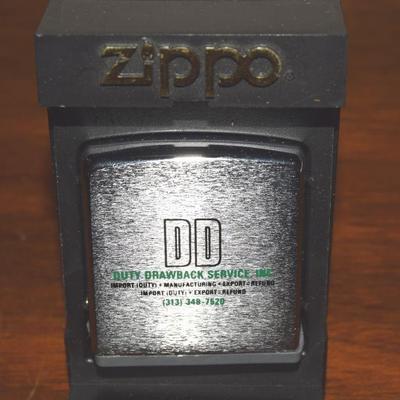 zippo®
DD
DUTY DRAWBACK SERVICE, INC.
IMPORT (DUTY) + MANUFACTURING + EXPORT = REFUND
IMPORT (DUTY) + EXPORT = REFUND
(313) 348-7520